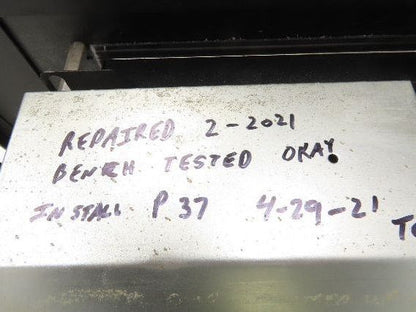 REPAIRED 2-2021
BENCH TESTED OKAY!
INSTALL P 37 4-29-21